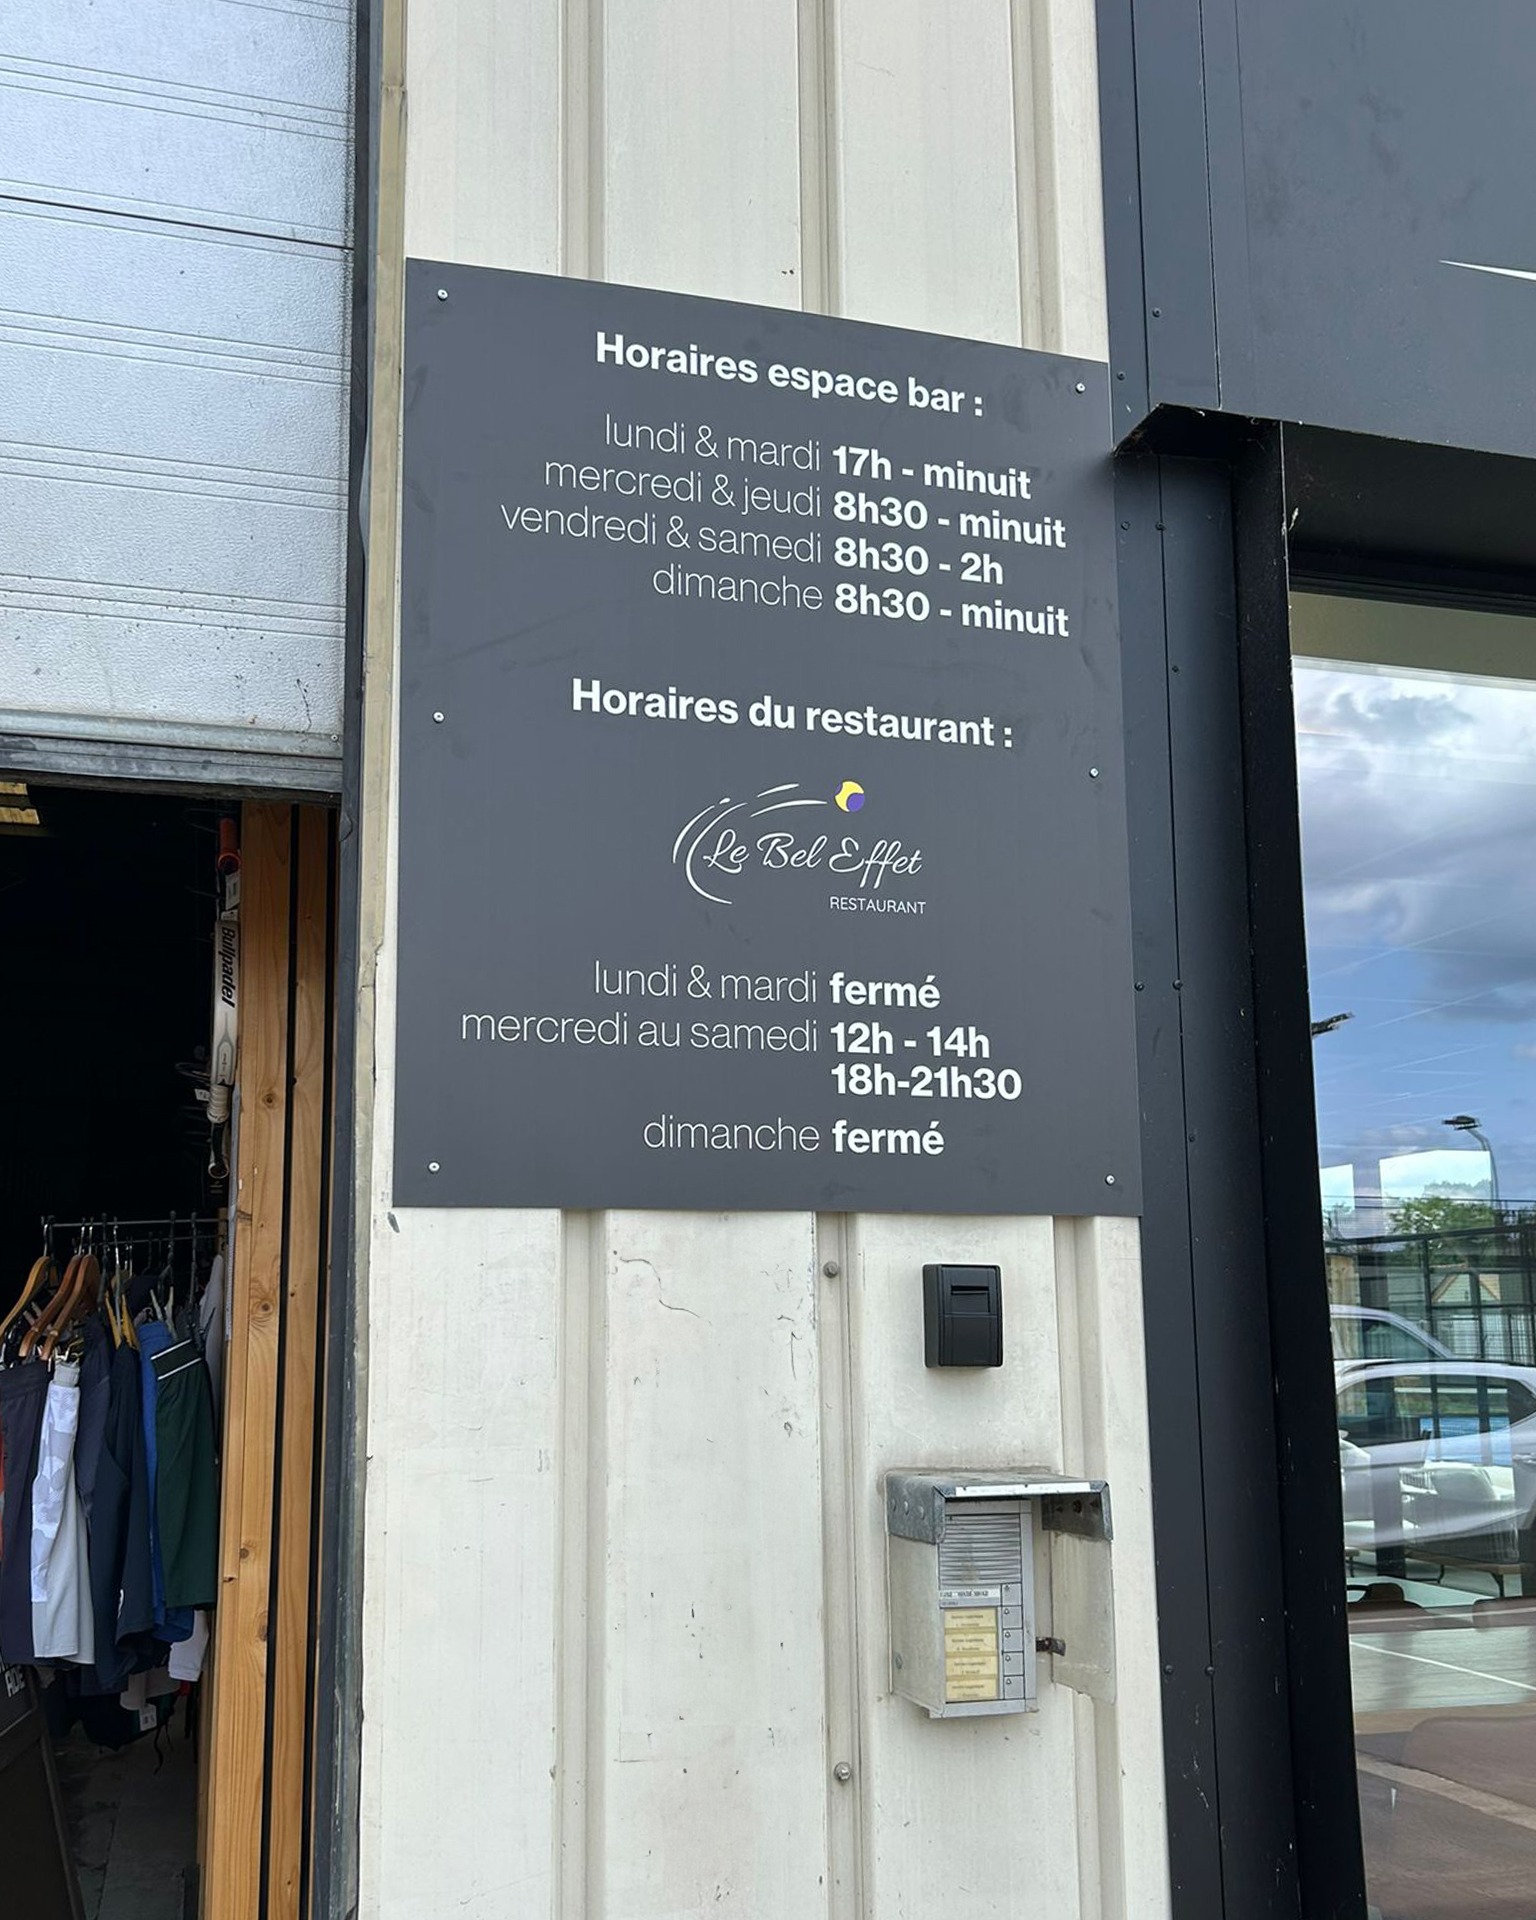 Horaires espace bar :
lundi & mardi 17h - minuit
mercredi & jeudi 8h30 - minuit
vendredi & samedi 8h30 - 2h
dimanche 8h30 - minuit
Horaires du restaurant :
Le Bel Effet
RESTAURANT
lundi & mardi fermé
mercredi au samedi 12h - 14h
18h-21h30
dimanche fermé
Bullpadel